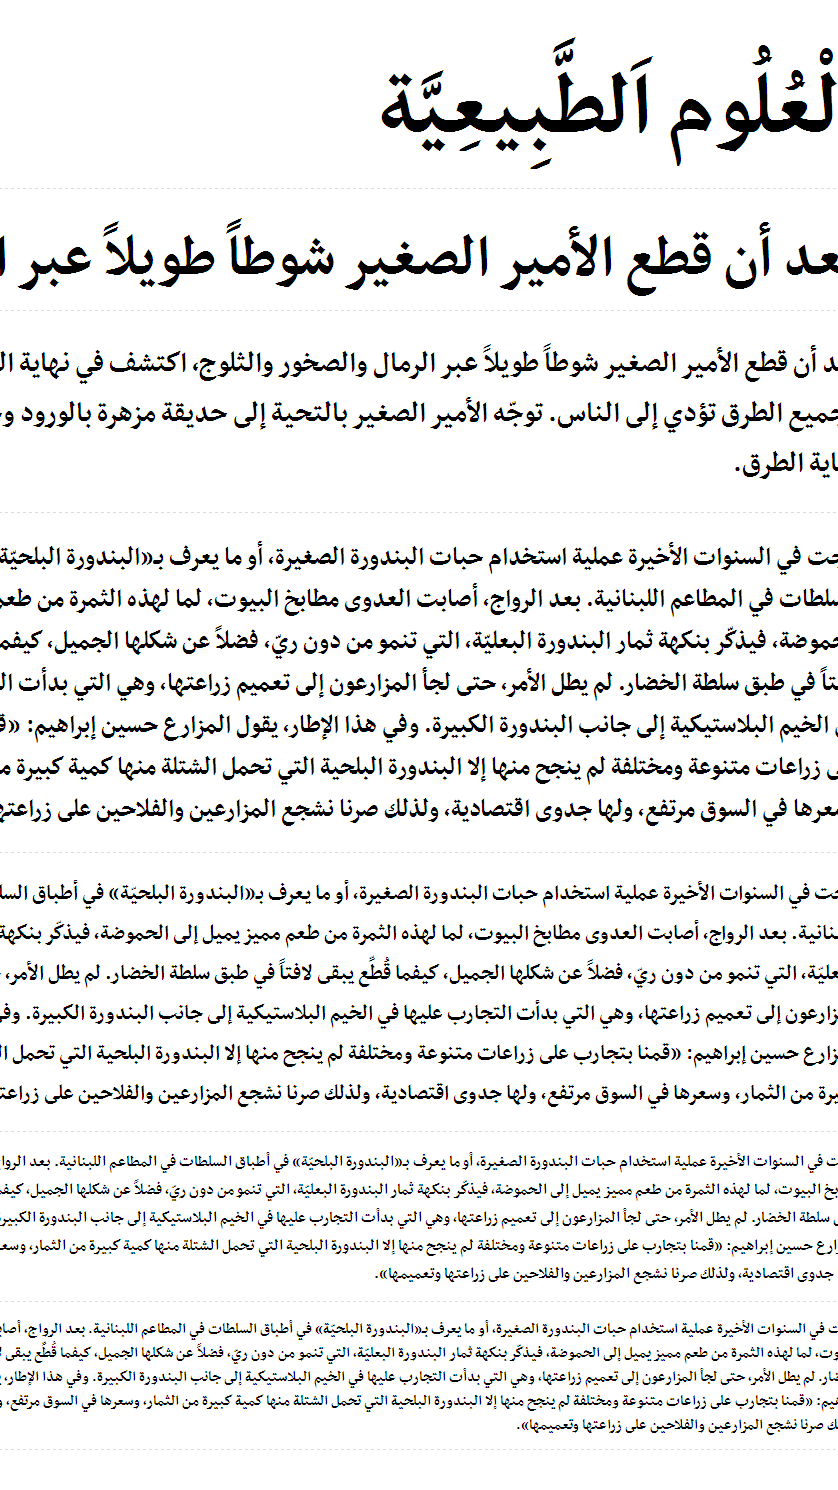 لْعُلُوم اَلطَّبِيعِيَّة
عد أن قطع الأمير الصغير شوطاً طويلاً عبر ا
د أن قطع الأمير الصغير شوطاً طويلاً عبر الرمال والصخور والثلوج، اكتشف في نهاية ال
جميع الطرق تؤدي إلى الناس. توجّه الأمير الصغير بالتحية إلى حديقة مزهرة بالورود و
اية الطرق.
جت في السنوات الأخيرة عملية استخدام حبات البندورة الصغيرة، أو ما يعرف بـ«البندورة البلحيّة
سلطات في المطاعم اللبنانية. بعد الرواج، أصابت العدوى مطابخ البيوت، لما لهذه الثمرة من طعم
حموضة، فيذكّر بنكهة ثمار البندورة البعليّة، التي تنمو من دون ريّ، فضلاً عن شكلها الجميل، كيفما
تاً في طبق سلطة الخضار. لم يطل الأمر، حتى لجأ المزارعون إلى تعميم زراعتها، وهي التي بدأت ال
الخيم البلاستيكية إلى جانب البندورة الكبيرة. وفي هذا الإطار، يقول المزارع حسين إبراهيم: «ق
ى زراعات متنوعة ومختلفة لم ينجح منها إلا البندورة البلحية التي تحمل الشتلة منها كمية كبيرة م
معرها في السوق مرتفع، ولها جدوى اقتصادية، ولذلك صرنا نشجع المزارعين والفلاحين على زراعته
جت في السنوات الأخيرة عملية استخدام حبات البندورة الصغيرة، أو ما يعرف بـ«البندورة البلحيّة» في أطباق السل
نانية. بعد الرواج، أصابت العدوى مطابخ البيوت، لما لهذه الثمرة من طعم مميز يميل إلى الحموضة، فيذكّر بنكهة
عليّة، التي تنمو من دون ريّ، فضلاً عن شكلها الجميل، كيفما قُطِّع يبقى لافتاً في طبق سلطة الخضار. لم يطل الأمر،
زارعون إلى تعميم زراعتها، وهي التي بدأت التجارب عليها في الخيم البلاستيكية إلى جانب البندورة الكبيرة. وفي
زارع حسين إبراهيم: «قمنا بتجارب على زراعات متنوعة ومختلفة لم ينجح منها إلا البندورة البلحية التي تحمل ال
يرة من الثمار، وسعرها في السوق مرتفع، ولها جدوى اقتصادية، ولذلك صرنا نشجع المزارعين والفلاحين على زراعت
ت في السنوات الأخيرة عملية استخدام حبات البندورة الصغيرة، أو ما يعرف بـ«البندورة البلحيّة» في أطباق السلطات في المطاعم اللبنانية. بعد الروا
بخ البيوت، لما لهذه الثمرة من طعم مميز يميل إلى الحموضة، فيذكّر بنكهة ثمار البندورة البعليّة، التي تنمو من دون ريّ، فضلاً عن شكلها الجميل، كيفم
سلطة الخضار. لم يطل الأمر، حتى لجأ المزارعون إلى تعميم زراعتها، وهي التي بدأت التجارب عليها في الخيم البلاستيكية إلى جانب البندورة الكبير
زارع حسين إبراهيم: «قمنا بتجارب على زراعات متنوعة ومختلفة لم ينجح منها إلا البندورة البلحية التي تحمل الشتلة منها كمية كبيرة من الثمار، وسع
جدوى اقتصادية، ولذلك صرنا نشجع المزارعين والفلاحين على زراعتها وتعميمها».
ت في السنوات الأخيرة عملية استخدام حبات البندورة الصغيرة، أو ما يعرف بـ«البندورة البلحيّة» في أطباق السلطات في المطاعم اللبنانية. بعد الرواج، أصا
وت، لما لهذه الثمرة من طعم مميز يميل إلى الحموضة، فيذكّر بنكهة ثمار البندورة البعليّة، التي تنمو من دون ريّ، فضلاً عن شكلها الجميل، كيفما قُطِّع يبقى ل
ضار. لم يطل الأمر، حتى لجأ المزارعون إلى تعميم زراعتها، وهي التي بدأت التجارب عليها في الخيم البلاستيكية إلى جانب البندورة الكبيرة. وفي هذا الإطار،
هيم: «قمنا بتجارب على زراعات متنوعة ومختلفة لم ينجح منها إلا البندورة البلحية التي تحمل الشتلة منها كمية كبيرة من الثمار، وسعرها في السوق مرتفع، و
ك صرنا نشجع المزارعين والفلاحين على زراعتها وتعميمها».